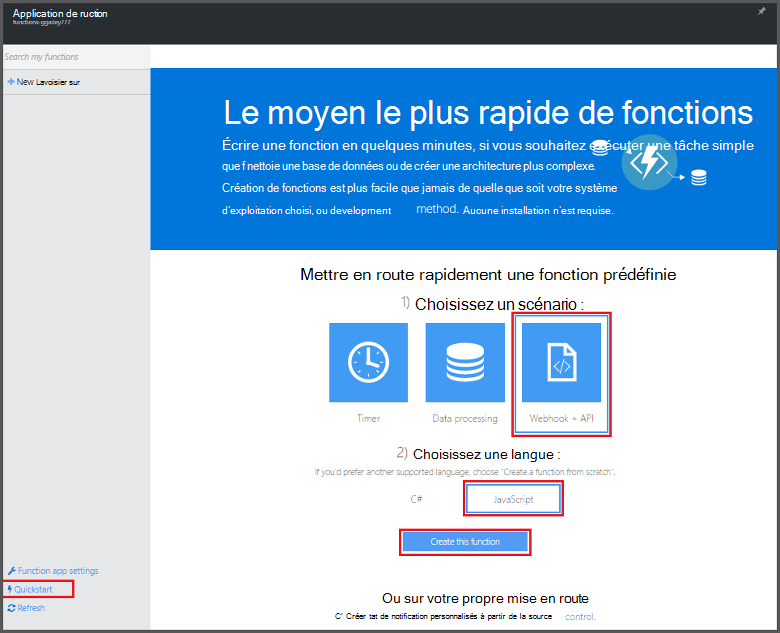 Application de ruction
functions-ggailey777
Search my functions
New Lavoisier sur
Le moyen le plus rapide de fonctions
Écrire une fonction en quelques minutes, si vous souhaitez exécuter une tâche simple
que f nettoie une base de données ou de créer une architecture plus complexe.
Création de fonctions est plus facile que jamais de quelle que soit votre système
d'exploitation choisi, ou development method. Aucune installation n'est requise.
Mettre en route rapidement une fonction prédéfinie
1) Choisissez un scénario :
Timer Data processing Webhook + API
2) Choisissez une langue :
If you'd prefer another supported language, choose "Create a function from scratch".
C# JavaScript
Create this function
Function app settings
Quickstart
Refresh
Ou sur votre propre mise en route
C' Créer tat de notification personnalisés à partir de la source control.